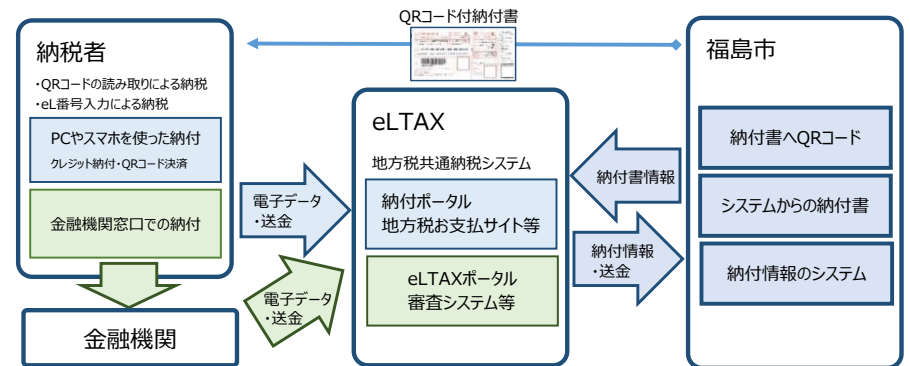 QRコード付納付書
納税者
・QRコードの読み取りによる納税
・eL番号入力による納税
PCやスマホを使った納付
クレジット納付・QRコード決済
金融機関窓口での納付
金融機関
電子データ
・送金
電子データ
・送金
eLTAX
地方税共通納税システム
納付ポータル
地方税お支払サイト等
eLTAXポータル
審査システム等
納付書情報
納付情報
・送金
福島市
納付書へQRコード
システムからの納付書
納付情報のシステム